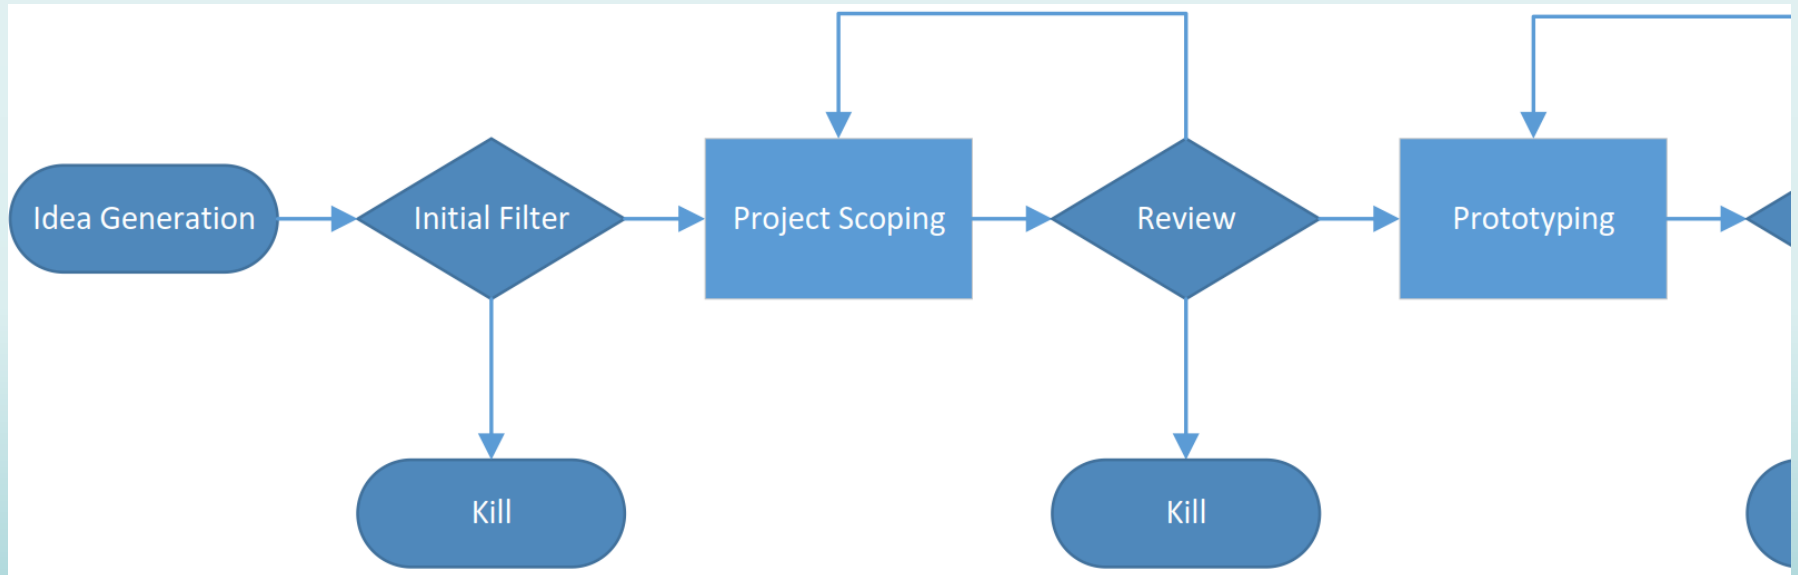 Idea Generation
Initial Filter
Project Scoping
Review
Prototyping
Kill
Kill